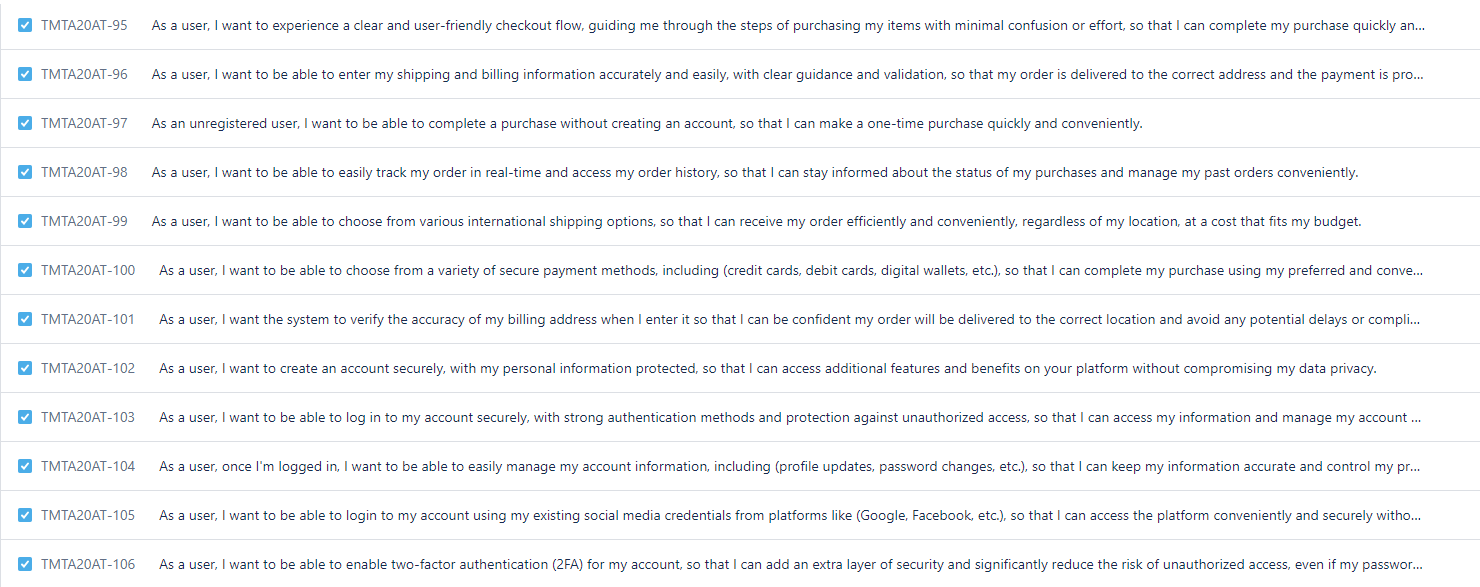 TMTA20AT-95 As a user, I want to experience a clear and user-friendly checkout flow, guiding me through the steps of purchasing my items with minimal confusion or effort, so that I can complete my purchase quickly an...
TMTA20AT-96 As a user, I want to be able to enter my shipping and billing information accurately and easily, with clear guidance and validation, so that my order is delivered to the correct address and the payment is pro...
TMTA20AT-97 As an unregistered user, I want to be able to complete a purchase without creating an account, so that I can make a one-time purchase quickly and conveniently.
TMTA20AT-98 As a user, I want to be able to easily track my order in real-time and access my order history, so that I can stay informed about the status of my purchases and manage my past orders conveniently.
TMTA20AT-99 As a user, I want to be able to choose from various international shipping options, so that I can receive my order efficiently and conveniently, regardless of my location, at a cost that fits my budget.
TMTA20AT-100 As a user, I want to be able to choose from a variety of secure payment methods, including (credit cards, debit cards, digital wallets, etc.), so that I can complete my purchase using my preferred and conve...
TMTA20AT-101 As a user, I want the system to verify the accuracy of my billing address when I enter it so that I can be confident my order will be delivered to the correct location and avoid any potential delays or compli...
TMTA20AT-102 As a user, I want to create an account securely, with my personal information protected, so that I can access additional features and benefits on your platform without compromising my data privacy.
TMTA20AT-103 As a user, I want to be able to log in to my account securely, with strong authentication methods and protection against unauthorized access, so that I can access my information and manage my account ...
TMTA20AT-104 As a user, once I'm logged in, I want to be able to easily manage my account information, including (profile updates, password changes, etc.), so that I can keep my information accurate and control my pr...
TMTA20AT-105 As a user, I want to be able to login to my account using my existing social media credentials from platforms like (Google, Facebook, etc.), so that I can access the platform conveniently and securely witho...
TMTA20AT-106 As a user, I want to be able to enable two-factor authentication (2FA) for my account, so that I can add an extra layer of security and significantly reduce the risk of unauthorized access, even if my passwor...